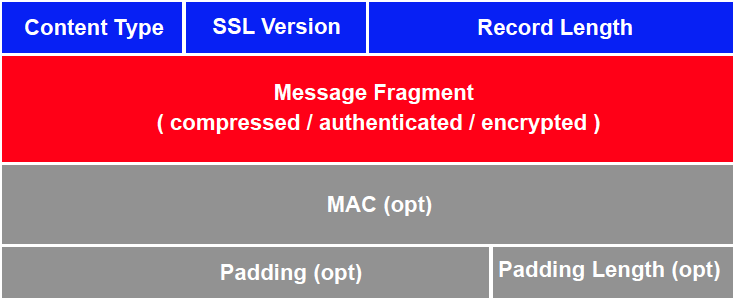 Content Type SSL Version Record Length
Message Fragment
( compressed / authenticated / encrypted )
MAC (opt)
Padding (opt) Padding Length (opt)